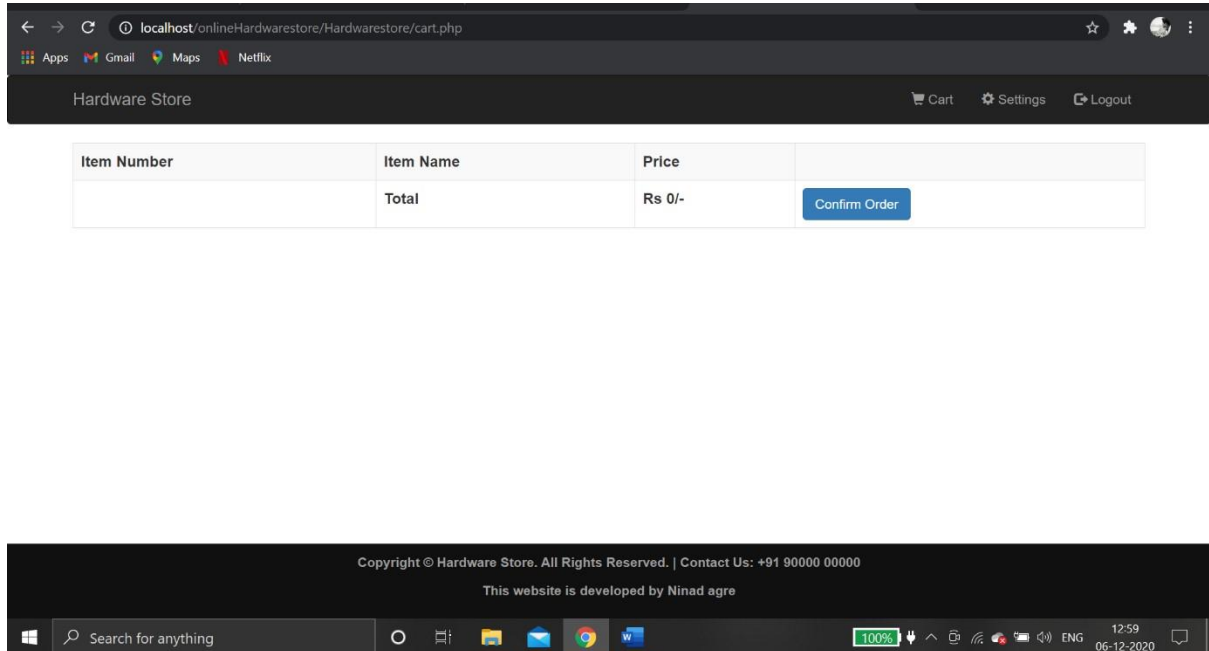 localhost/onlineHardwarestore/Hardwarestore/cart.php
Apps Gmail Maps Netflix
Hardware Store Cart Settings Logout
Item Number Item Name Price
Total Rs 0/- Confirm Order
Copyright © Hardware Store. All Rights Reserved. | Contact Us: +91 90000 00000
This website is developed by Ninad agre
Search for anything 100% ENG 12:59
06-12-2020